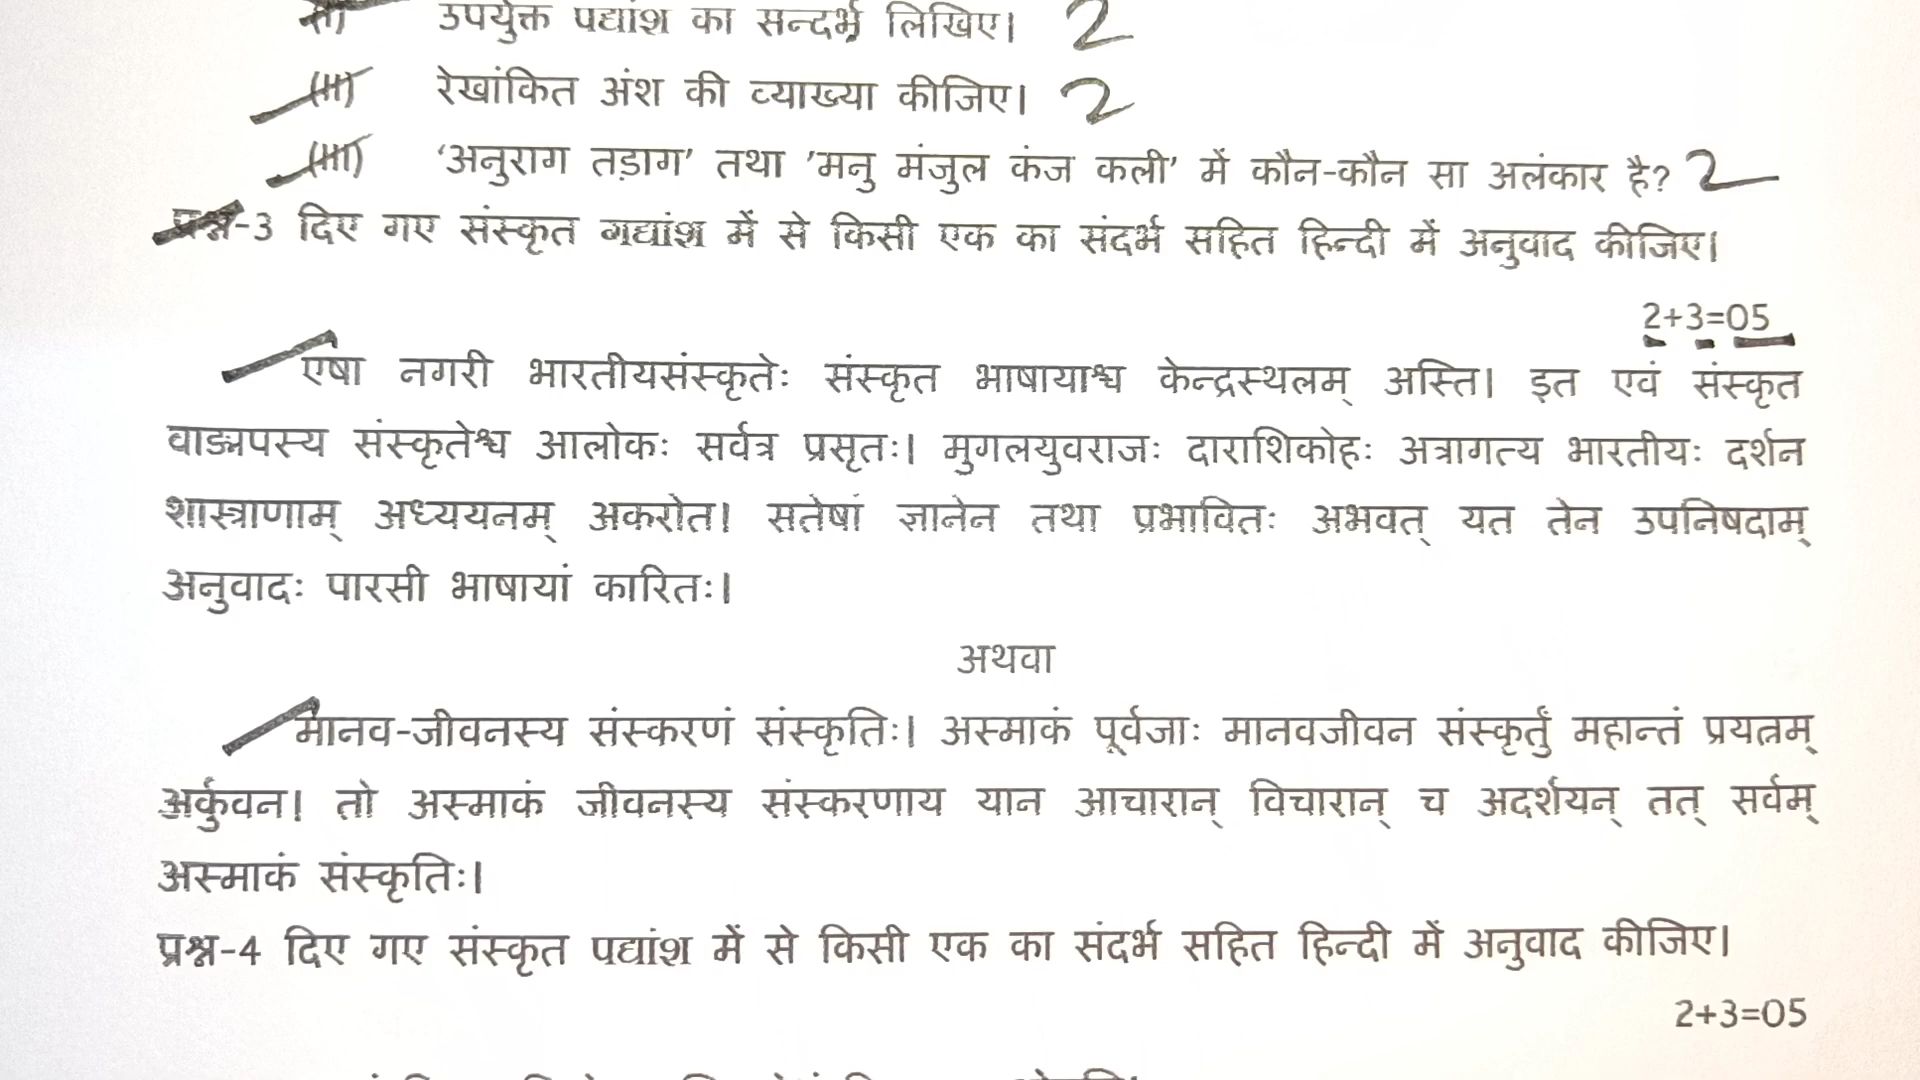 उपर्युक्त पद्यांश का सन्दर्भ लिखिए। 2
(II) रेखांकित अंश की व्याख्या कीजिए। 2
(III) ‘अनुराग तड़ाग’ तथा ’मनु मंजुल कंज कली’ में कौन-कौन सा अलंकार है? 2
प्रश्न-3 दिए गए संस्कृत गद्यांश में से किसी एक का संदर्भ सहित हिन्दी में अनुवाद कीजिए।
2+3=05
एषा नगरी भारतीयसंस्कृतेः संस्कृत भाषायाश्च केन्द्रस्थलम् अस्ति। इत एवं संस्कृत
संस्कृतेश्च आलोकः सर्वत्र प्रसृतः। मुगलयुवराजः दाराशिकोहः अत्रागत्य भारतीयः दर्शन
शास्त्राणाम् अध्ययनम् अकरोत। सतेषां ज्ञानेन तथा प्रभावितः अभवत् यत तेन उपनिषदाम्
अनुवादः पारसी भाषायां कारितः।
अथवा
मानव-जीवनस्य संस्करणं संस्कृतिः। अस्माकं पूर्वजाः मानवजीवन संस्कृर्तुं महान्तं प्रयत्नम्
अर्कुवन। तो अस्माकं जीवनस्य संस्करणाय यान आचारान् विचारान् च अदर्शयन् तत् सर्वम्
अस्माकं संस्कृतिः।
प्रश्न-4 दिए गए संस्कृत पद्यांश में से किसी एक का संदर्भ सहित हिन्दी में अनुवाद कीजिए।
2+3=05